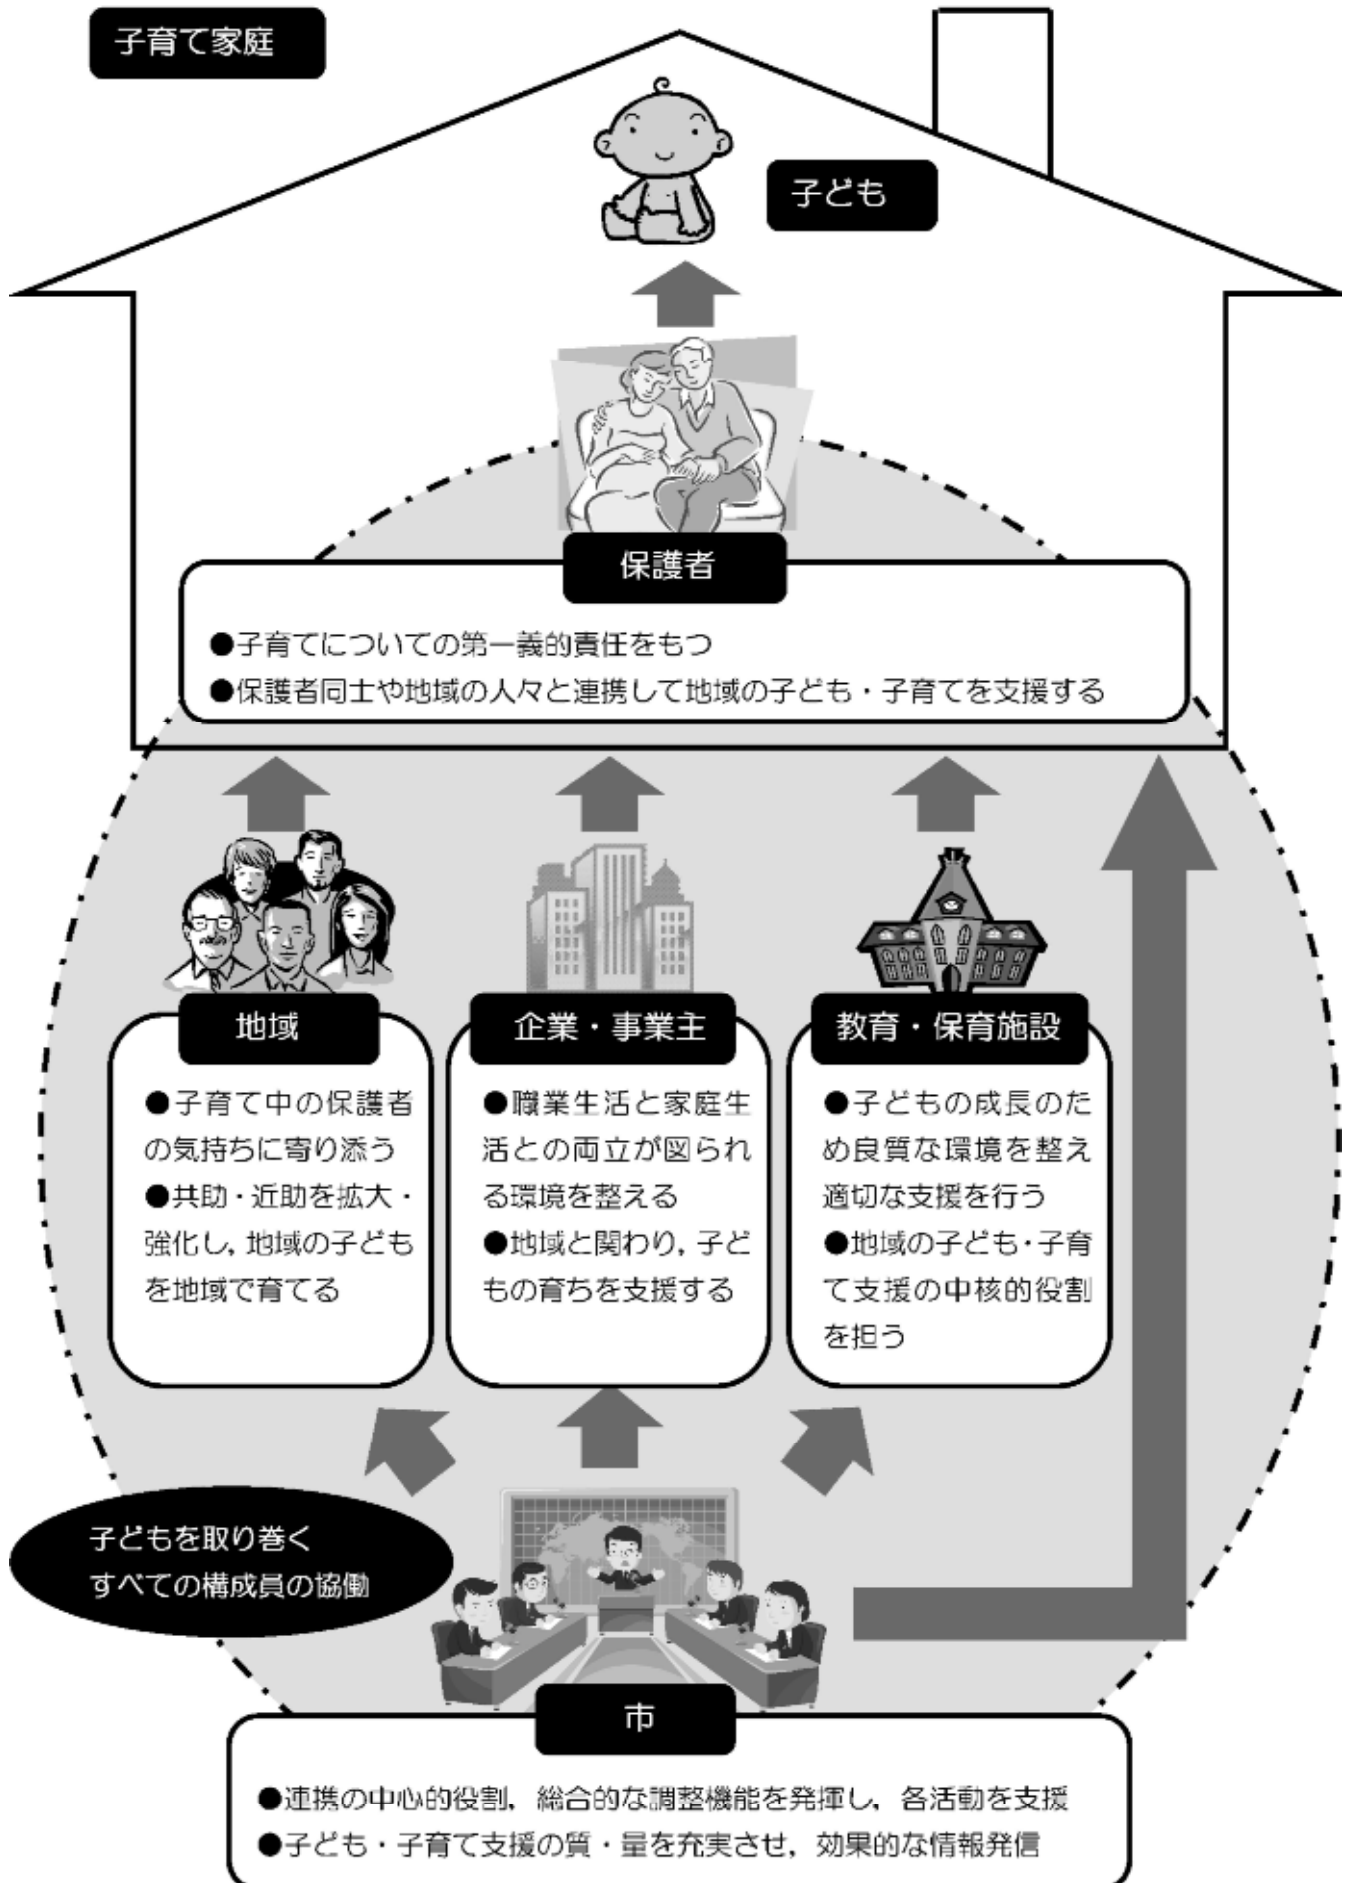 子育て家庭
子ども
保護者
●子育てについての第一義的責任をもつ
●保護者同士や地域の人々と連携して地域の子ども・子育てを支援する
地域
●子育て中の保護者
の気持ちに寄り添う
●共助・近助を拡大・
強化し，地域の子ども
を地域で育てる
企業・事業主
●職業生活と家庭生
活との両立が図られ
る環境を整える
●地域と関わり，子ど
もの育ちを支援する
教育・保育施設
●子どもの成長のた
め良質な環境を整え
適切な支援を行う
●地域の子ども・子育
て支援の中核的役割
を担う
子どもを取り巻く
すべての構成員の協働
市
●連携の中心的役割，総合的な調整機能を発揮し，各活動を支援
●子ども・子育て支援の質・量を充実させ，効果的な情報発信